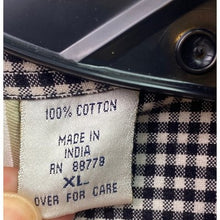 100% COTTON
MADE IN
INDIA
RN 88778
XL
OVER FOR CARE